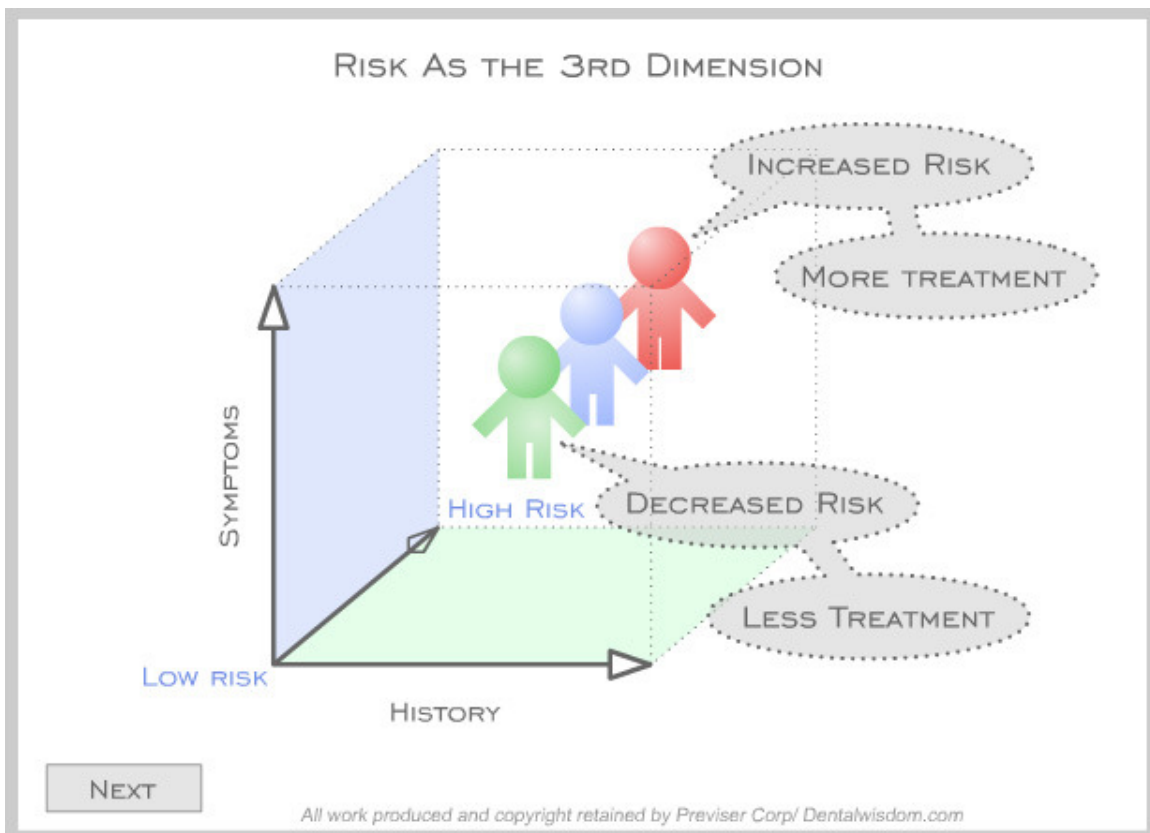 RISK AS THE 3RD DIMENSION
INCREASED RISK
MORE TREATMENT
SYMPTOMS
HIGH RISK
DECREASED RISK
LESS TREATMENT
LOW RISK
HISTORY
NEXT
All work produced and copyright retained by Previser Corp/ Dentalwisdom.com